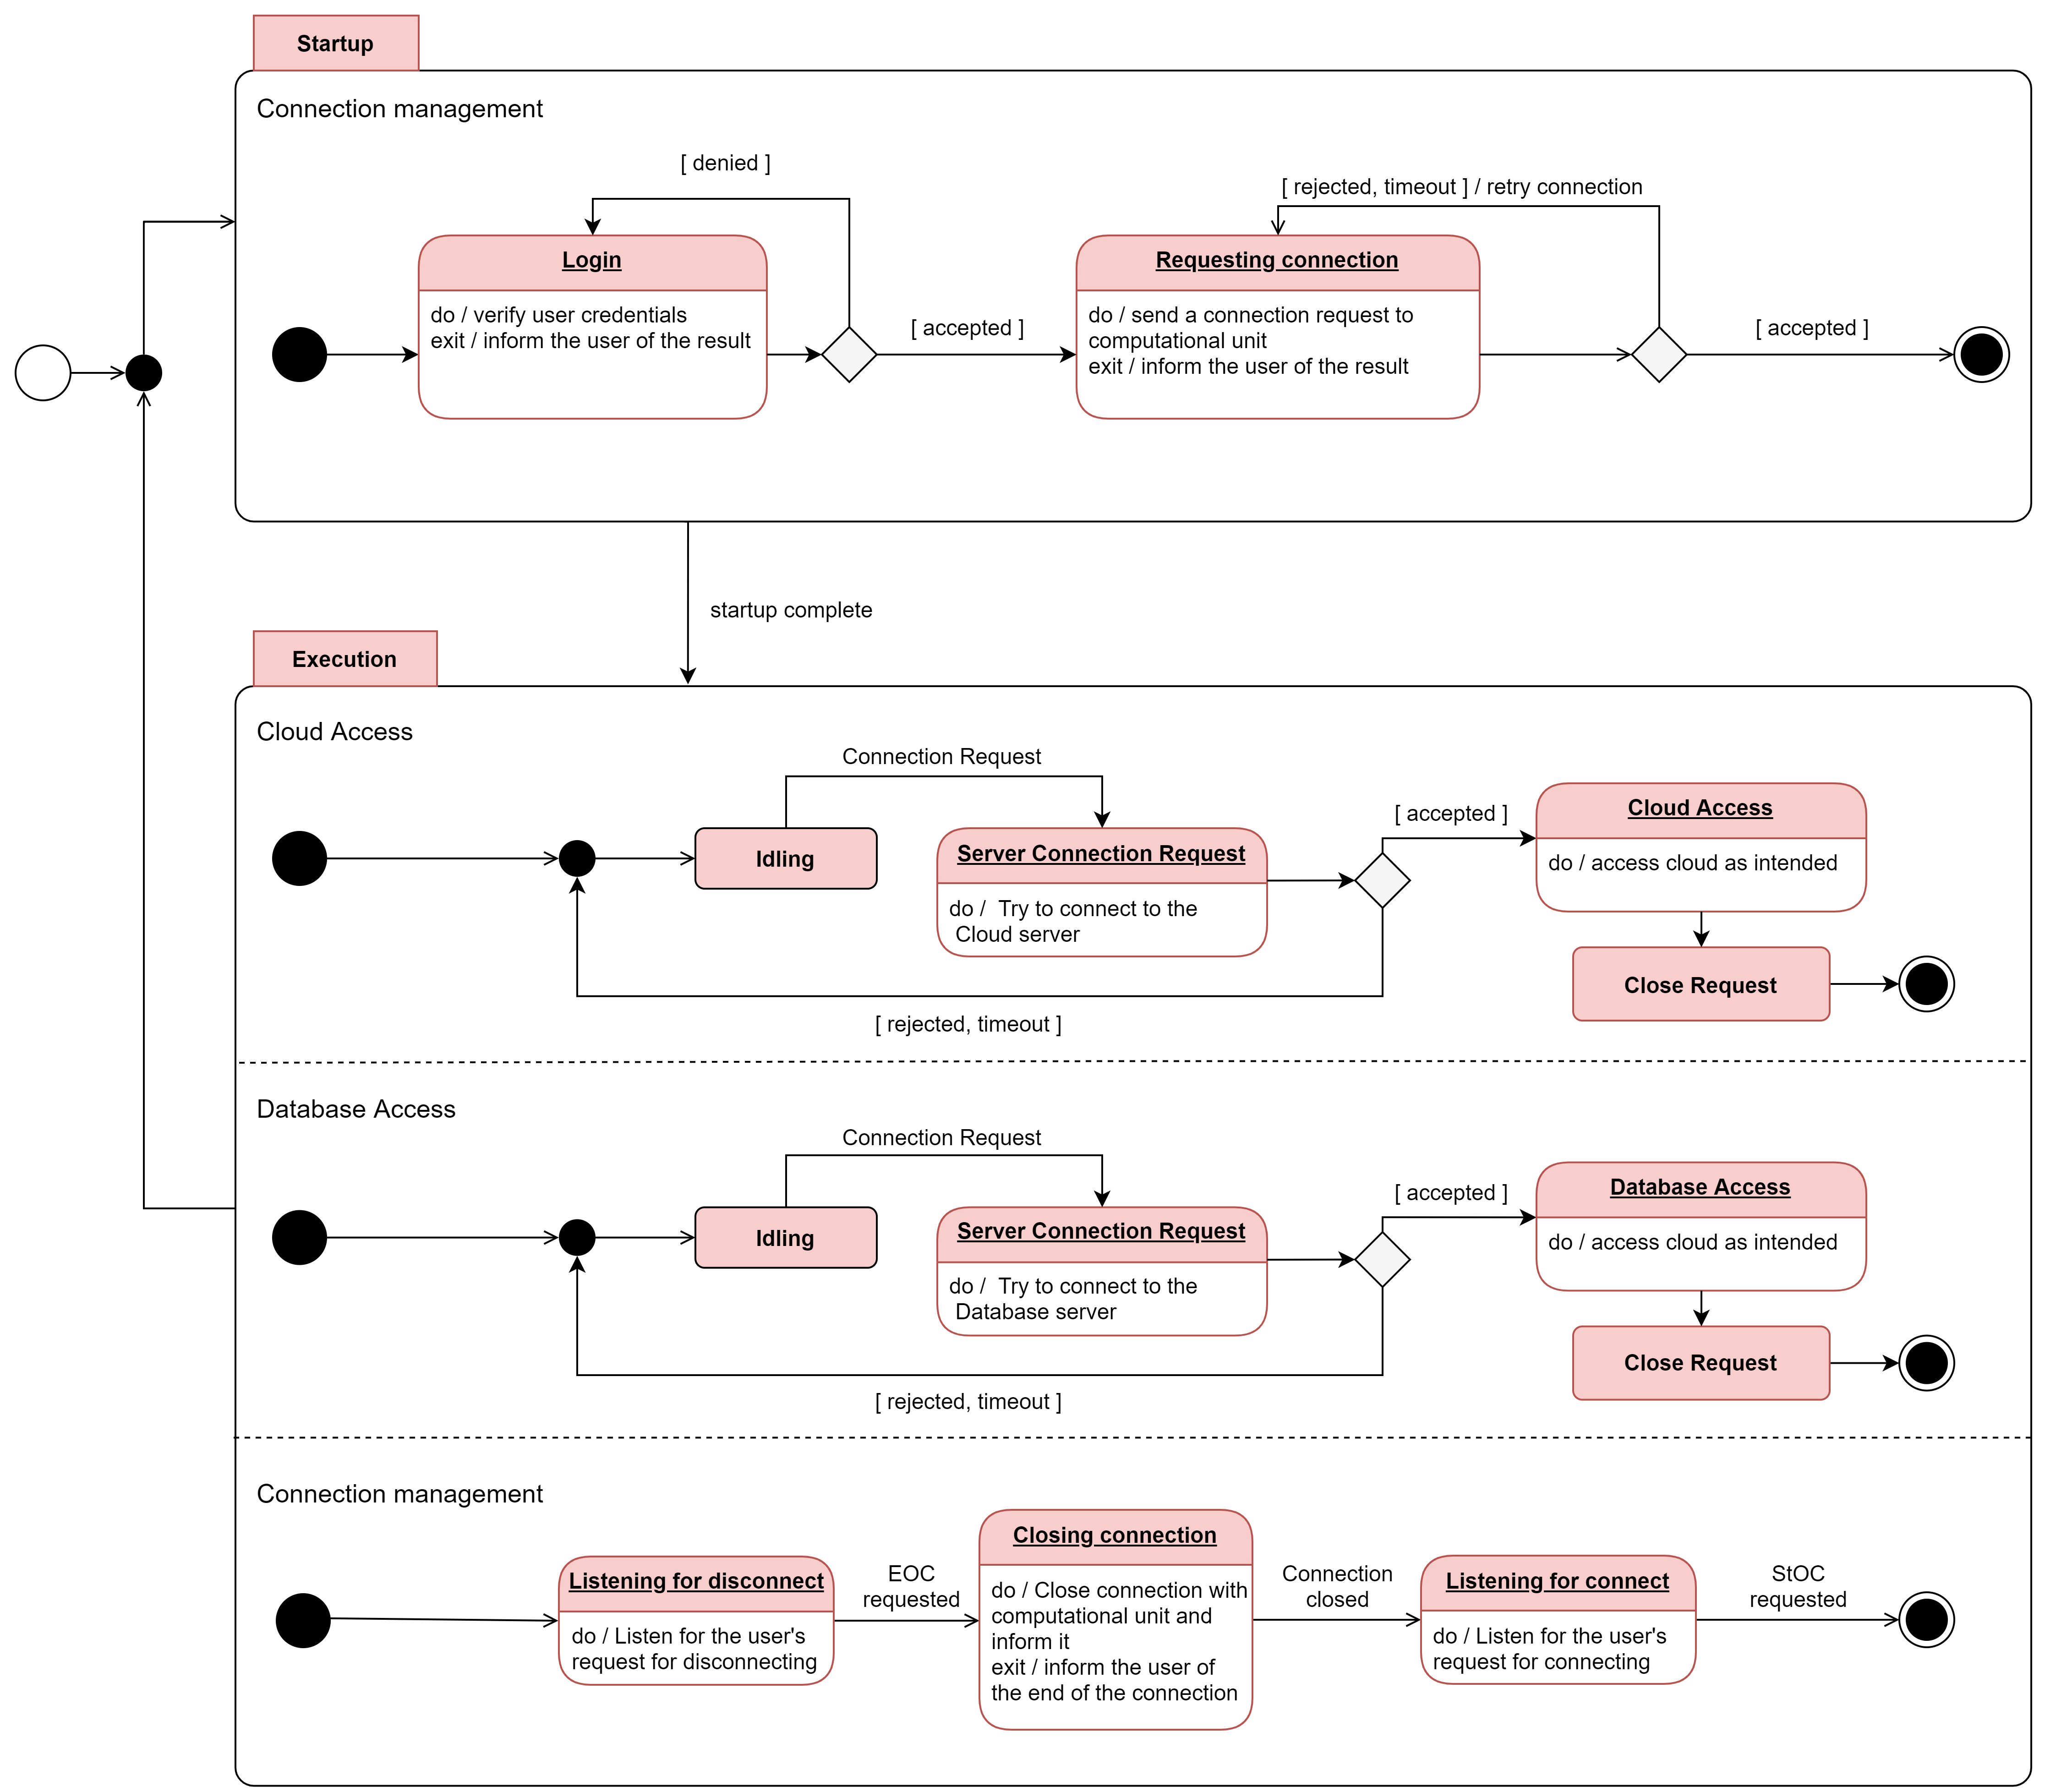 Startup
Connection management
[ denied ]
[ rejected, timeout ] / retry connection
Login
do / verify user credentials
exit / inform the user of the result
[ accepted ]
Requesting connection
do / send a connection request to
computational unit
exit / inform the user of the result
[ accepted ]
startup complete
Execution
Cloud Access
Connection Request
Idling
Server Connection Request
do /  Try to connect to the
Cloud server
[ accepted ]
Cloud Access
do / access cloud as intended
Close Request
[ rejected, timeout ]
Database Access
Connection Request
Idling
Server Connection Request
do /  Try to connect to the
Database server
[ accepted ]
Database Access
do / access cloud as intended
Close Request
[ rejected, timeout ]
Connection management
Listening for disconnect
do / Listen for the user's
request for disconnecting
EOC
requested
Closing connection
do / Close connection with
computational unit and
inform it
exit / inform the user of
the end of the connection
Connection
closed
Listening for connect
do / Listen for the user's
request for connecting
StOC
requested